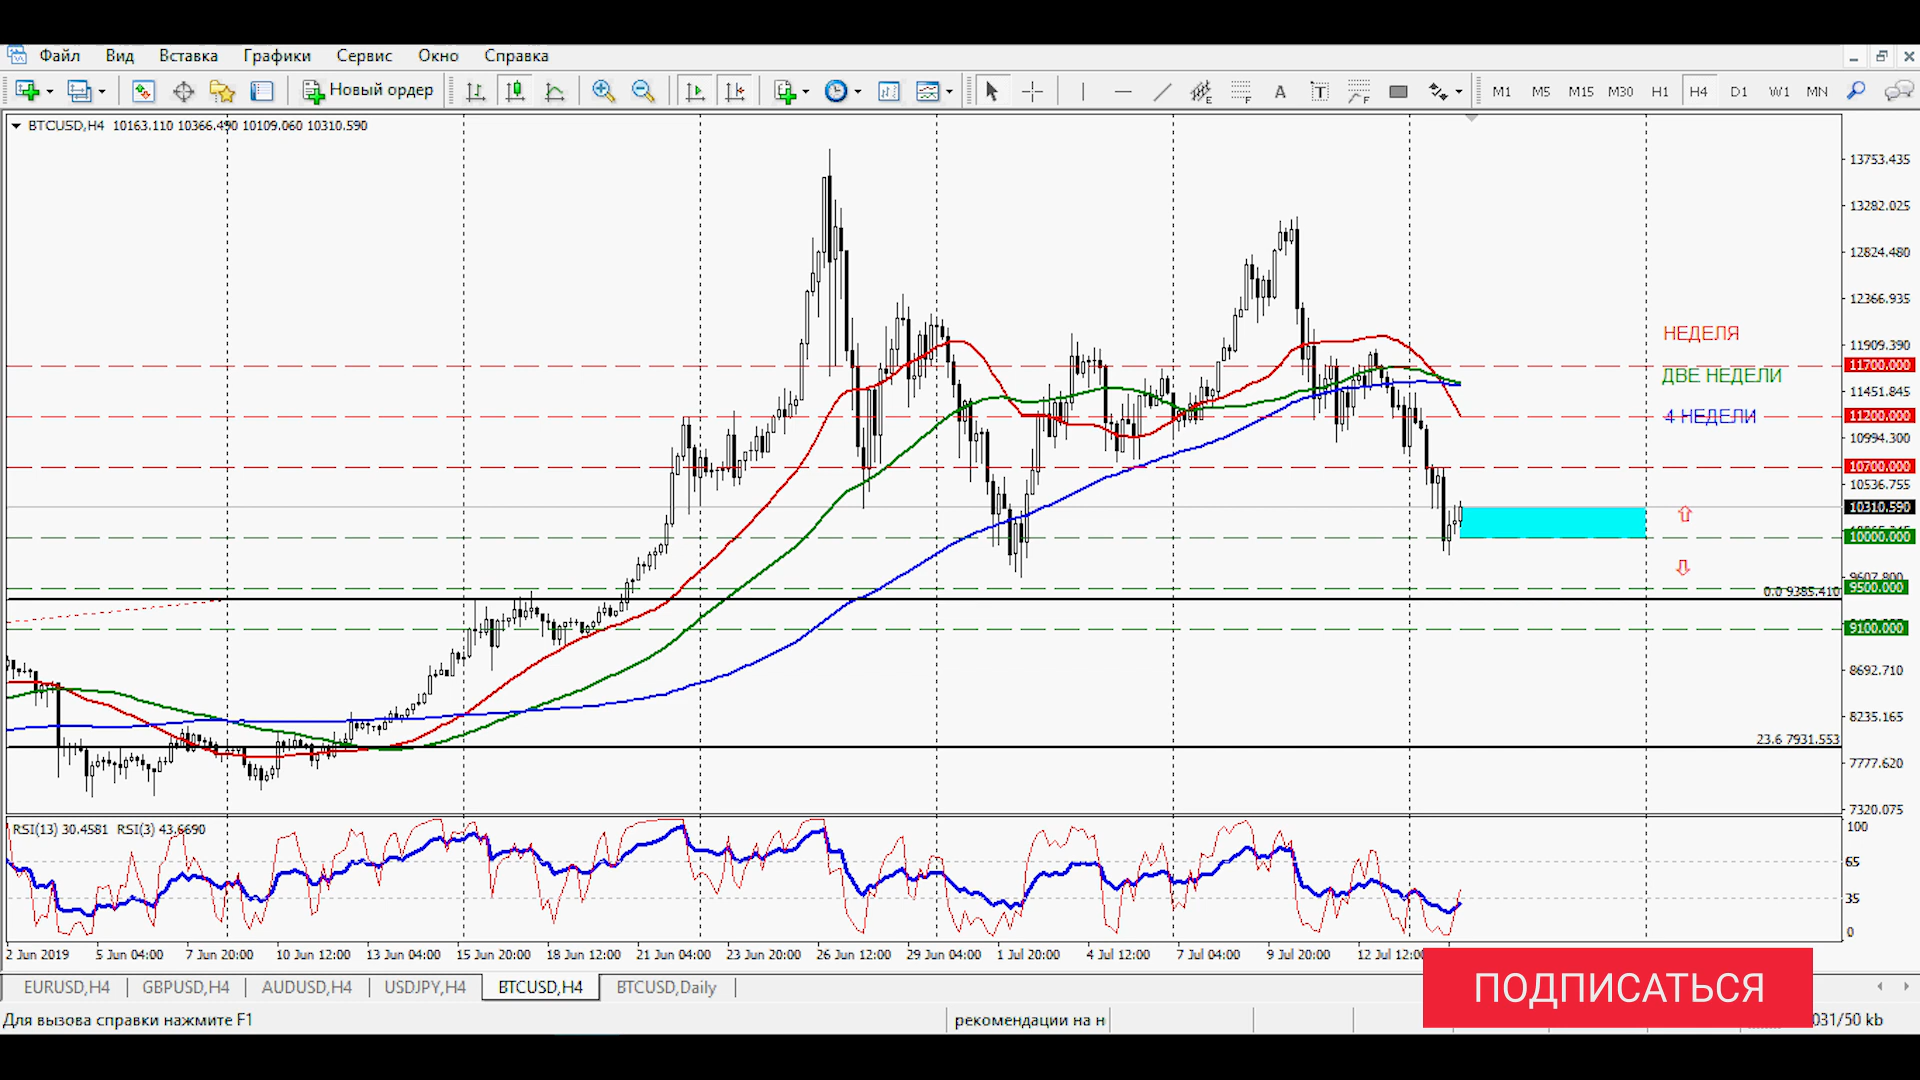 Файл Вид Вставка Графики Сервис Окно Справка
Новый ордер A T M1 M5 M15 M30 H1 H4 D1 W1 MN
BTCUSD,H4 10163.110 10366.490 10109.060 10310.590
13753.435
13282.025
12824.480
12366.935
НЕДЕЛЯ
11909.390
11700.000
ДВЕ НЕДЕЛИ
11451.845
11200.000
4 НЕДЕЛИ
10994.300
10700.000
10536.755
10310.590
10000.000
9607.800
9500.000
0.0 9385.410
9100.000
8692.710
8235.165
23.6 7931.553
7777.620
7320.075
RSI(13) 30.4581 RSI(3) 43.6690
100
65
35
0
2 Jun 2019 5 Jun 04:00 7 Jun 20:00 10 Jun 12:00 13 Jun 04:00 15 Jun 20:00 18 Jun 12:00 21 Jun 04:00 23 Jun 20:00 26 Jun 12:00 29 Jun 04:00 1 Jul 20:00 4 Jul 12:00 7 Jul 04:00 9 Jul 20:00 12 Jul 12:00
EURUSD,H4 GBPUSD,H4 AUDUSD,H4 USDJPY,H4 BTCUSD,H4 BTCUSD,Daily
ПОДПИСАТЬСЯ
Для вызова справки нажмите F1 рекомендации на н 031/50 kb